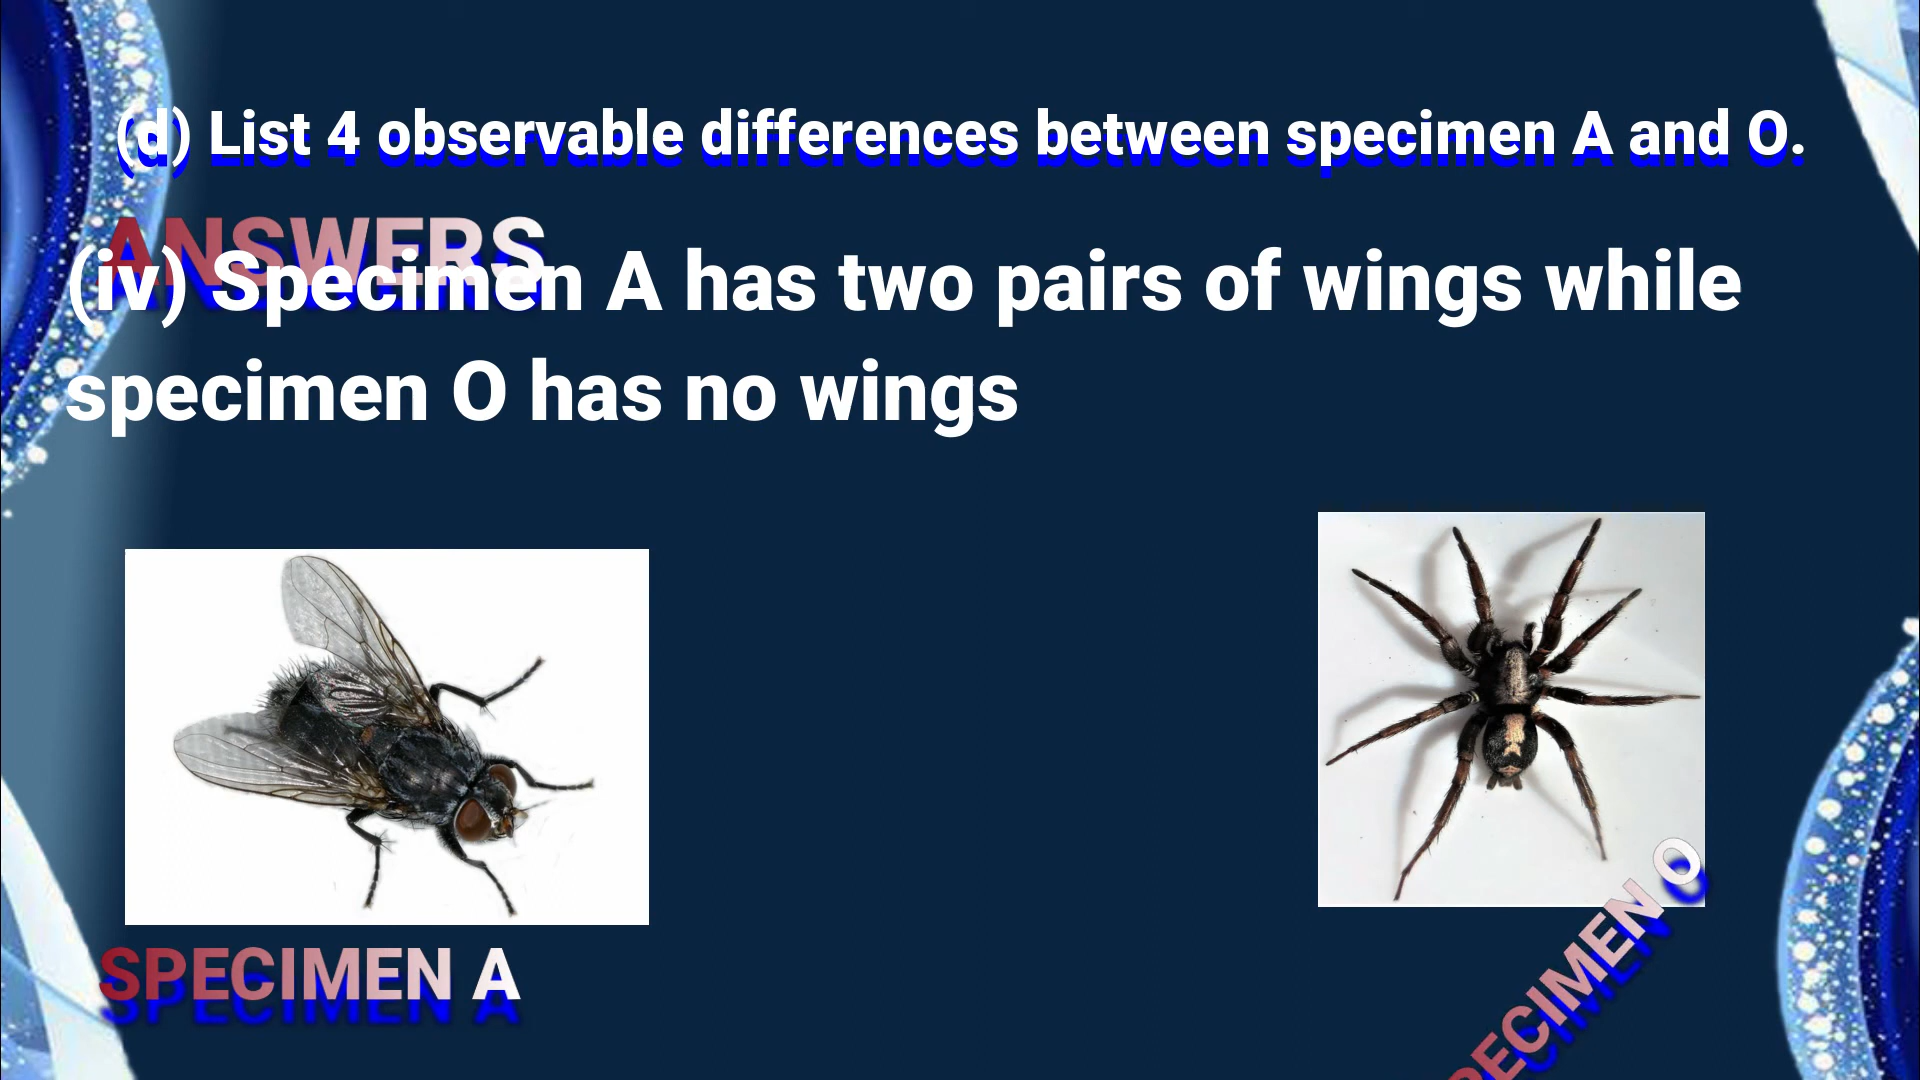 (d) List 4 observable differences between specimen A and O.
ANSWERS
(iv) Specimen A has two pairs of wings while
specimen O has no wings
SPECIMEN A
PECIMEN O